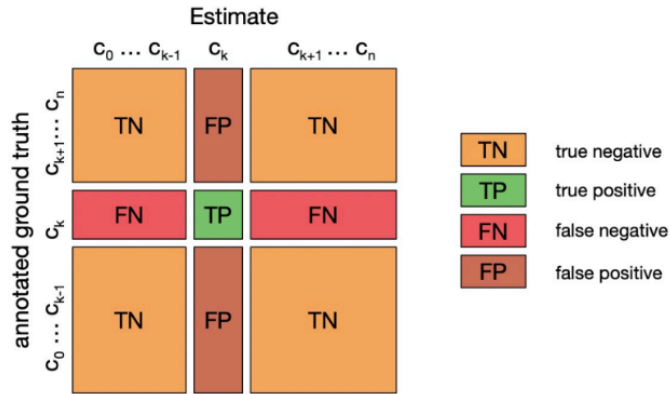 Estimate
c0 ... ck-1 ck ck+1 ... cn
annotated ground truth
ck+1 ... cn
TN FP TN
ck
FN TP FN
c0 ... ck-1
TN FP TN
TN true negative
TP true positive
FN false negative
FP false positive